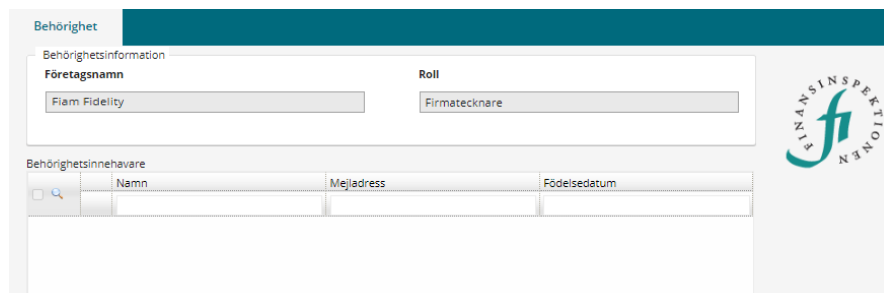 Behörighet
Behörighetsinformation
Företagsnamn
Roll
Fiam Fidelity
Firmatecknare
FINANSINSPEKTIONEN
fi
Behörighetsinnehavare
Namn
Mejladress
Födelsedatum